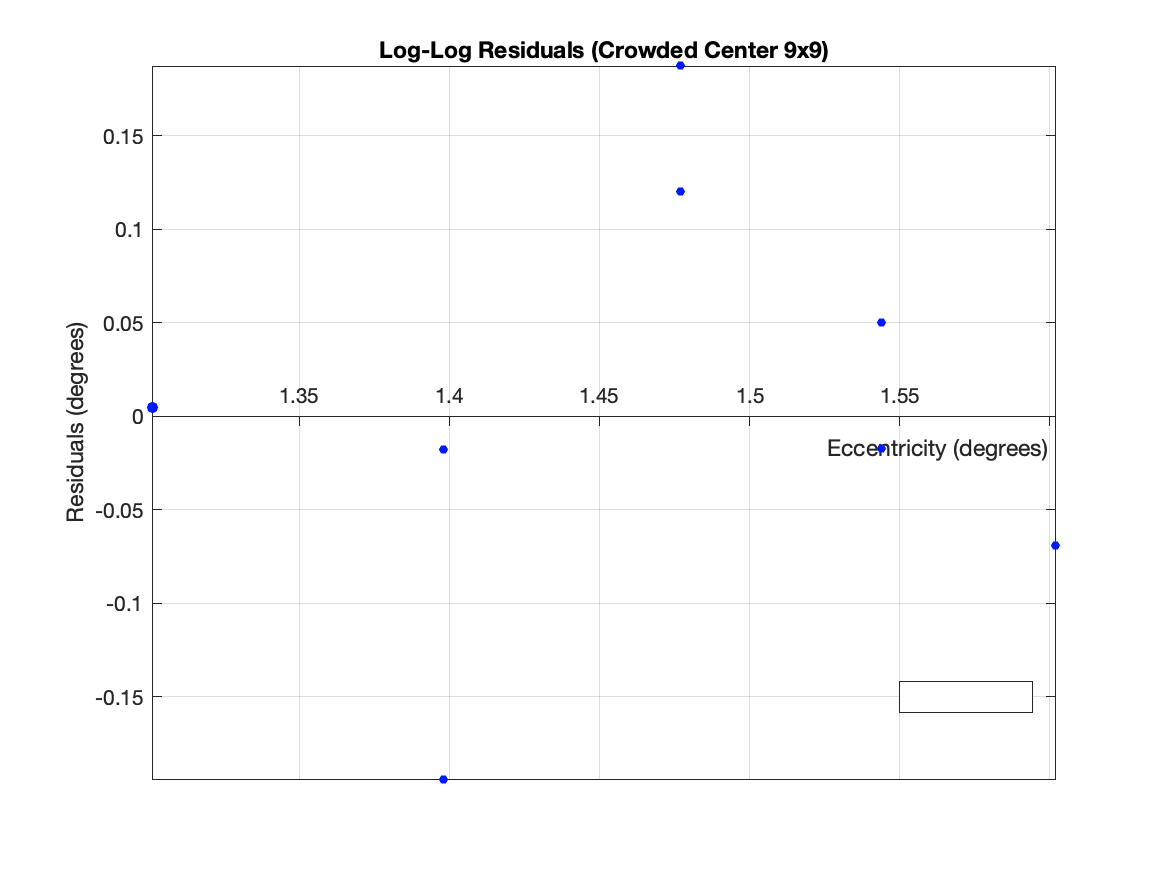 Log-Log Residuals (Crowded Center 9x9)
0.15
0.1
0.05
1.35 1.4 1.45 1.5 1.55
0
Eccentricity (degrees)
Residuals (degrees)
-0.05
-0.1
-0.15